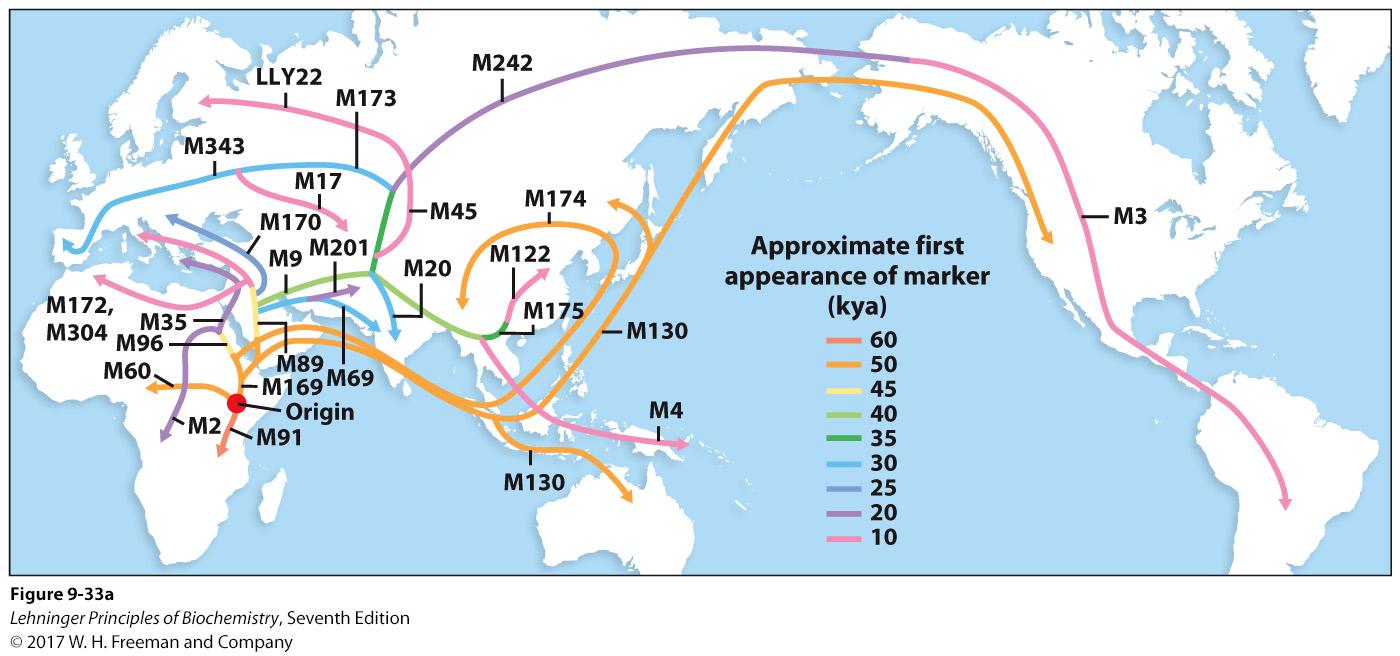 M242
LLY22
M173
M343
M17
M45
M174
M170
M9
M201
M20
M122
M3
Approximate first
appearance of marker
(kya)
M172,
M304
M35
M96
M175
M130
M60
M89
M169
M69
Origin
M2
M91
M4
M130
60
50
45
40
35
30
25
20
10
Figure 9-33a
Lehninger Principles of Biochemistry, Seventh Edition
© 2017 W. H. Freeman and Company